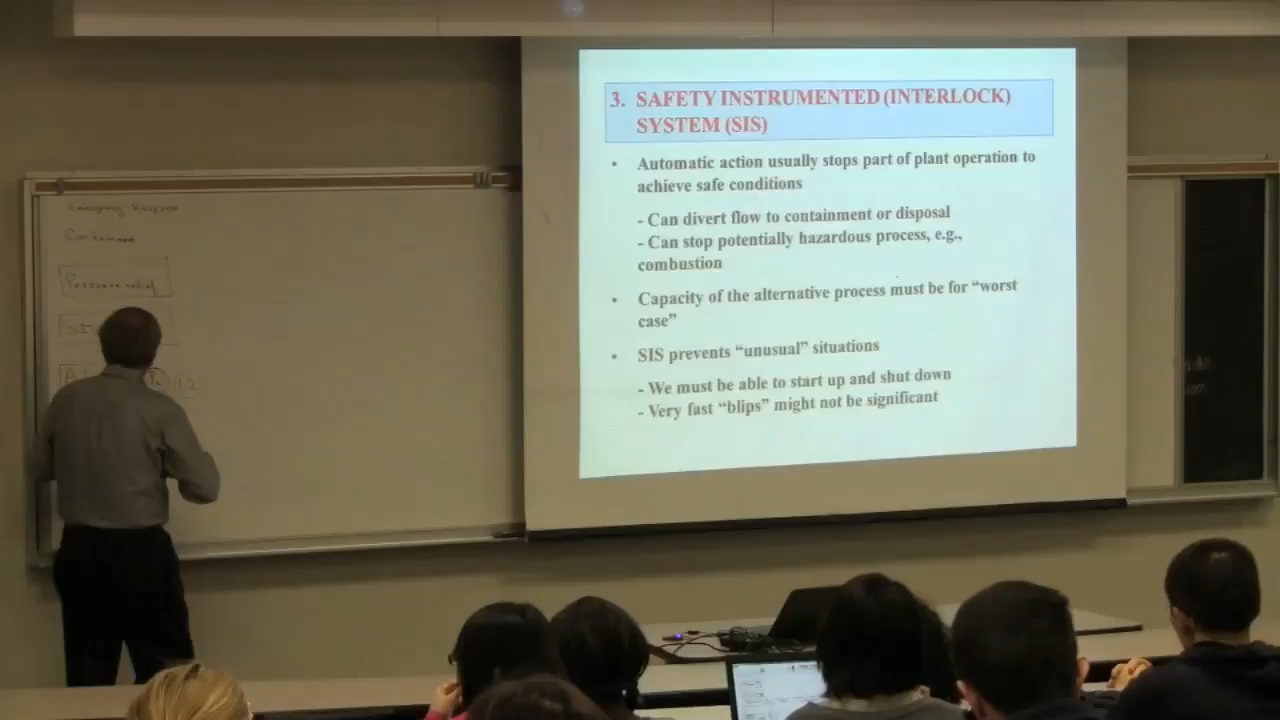 Containment
Pressure relief
3. SAFETY INSTRUMENTED (INTERLOCK)
SYSTEM (SIS)
• Automatic action usually stops part of plant operation to
achieve safe conditions
- Can divert flow to containment or disposal
- Can stop potentially hazardous process, e.g.,
combustion
• Capacity of the alternative process must be for “worst
case”
• SIS prevents “unusual” situations
- We must be able to start up and shut down
- Very fast “blips” might not be significant